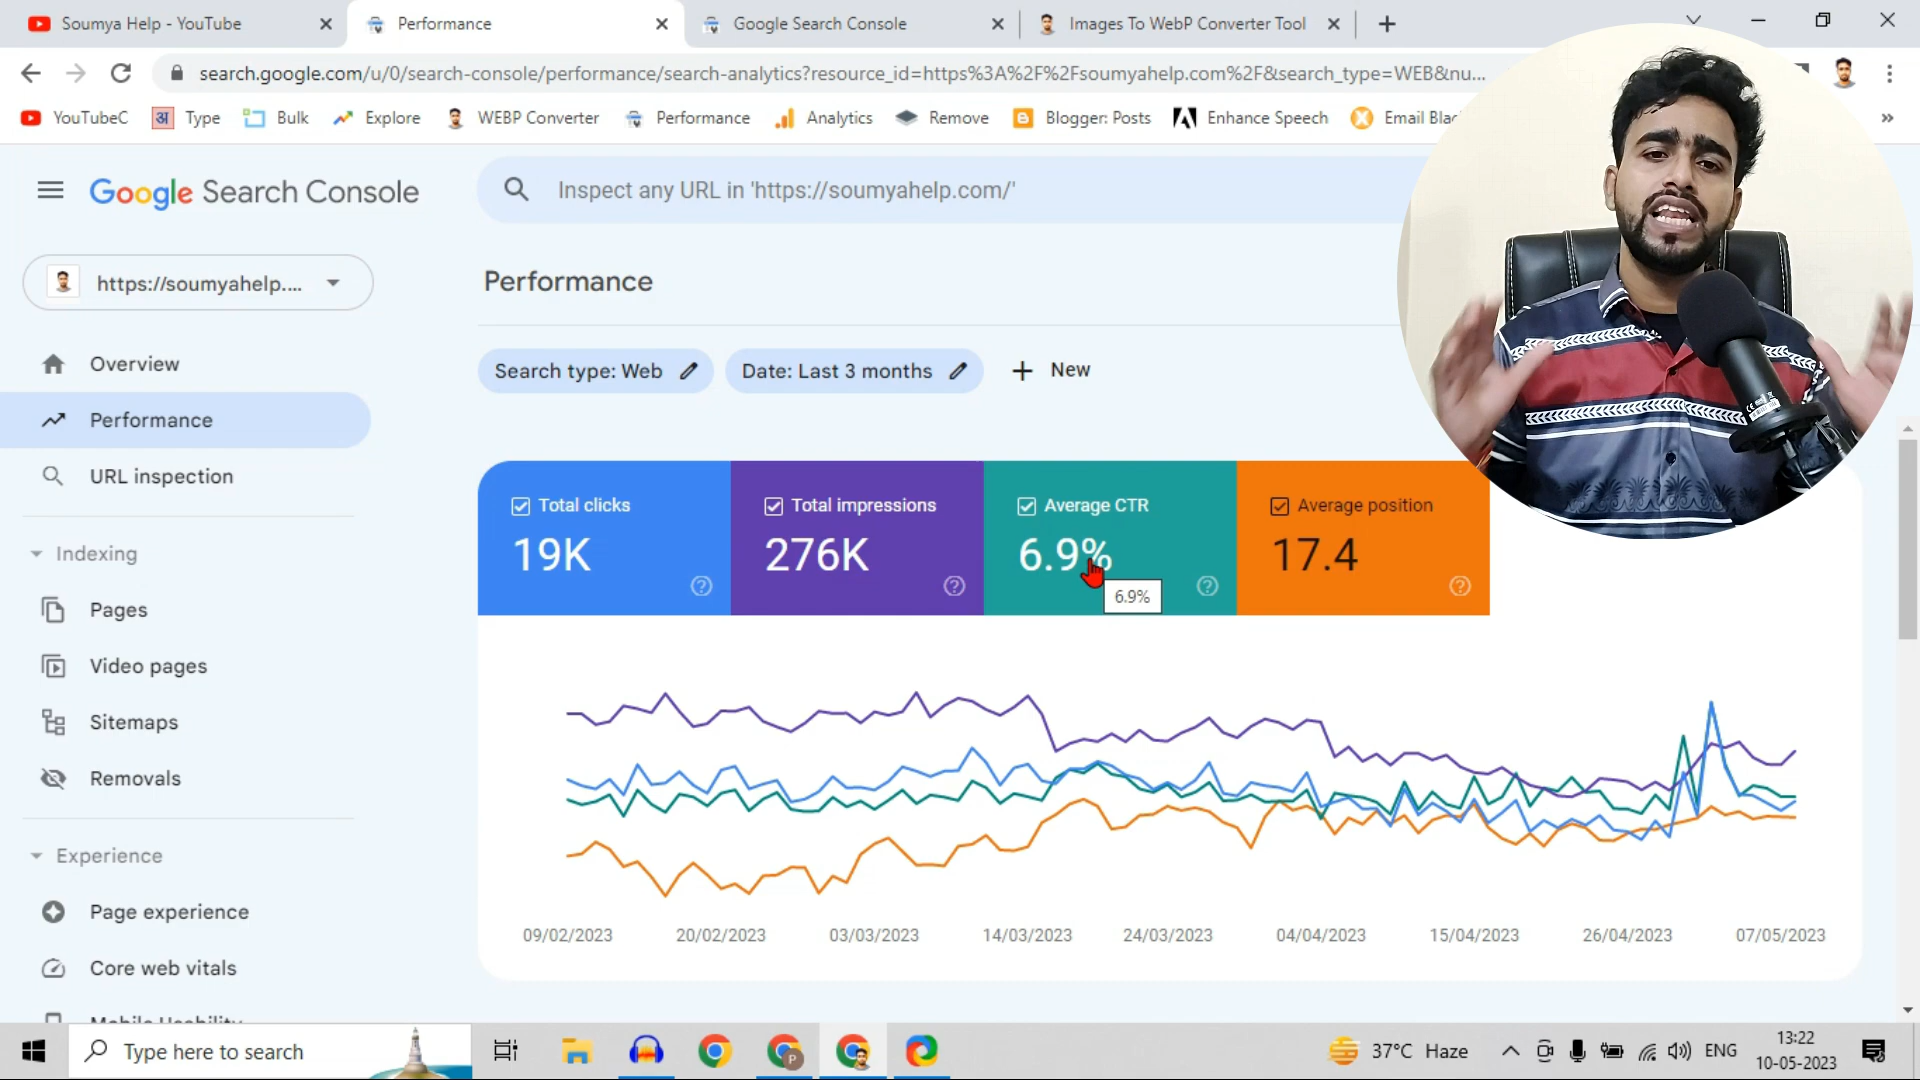 Soumya Help - YouTube
Performance
Google Search Console
Images To WebP Converter Tool
search.google.com/u/0/search-console/performance/search-analytics?resource_id=https%3A%2F%2Fsoumyahelp.com%2F&search_type=WEB&nu...
YouTubeC
अ
Type
Bulk
Explore
WEBP Converter
Performance
Analytics
Remove
Blogger: Posts
Enhance Speech
Email Blac
»
Google Search Console
Inspect any URL in 'https://soumyahelp.com/'
https://soumyahelp....
Performance
Overview
Search type: Web
Date: Last 3 months
New
Performance
URL inspection
Total clicks
Total impressions
Average CTR
Average position
19K
276K
6.9%
17.4
6.9%
Indexing
Pages
Video pages
Sitemaps
Removals
Experience
Page experience
Core web vitals
Mobile Usability
09/02/2023
20/02/2023
03/03/2023
14/03/2023
24/03/2023
04/04/2023
15/04/2023
26/04/2023
07/05/2023
Type here to search
P
37°C Haze
ENG
13:22
10-05-2023